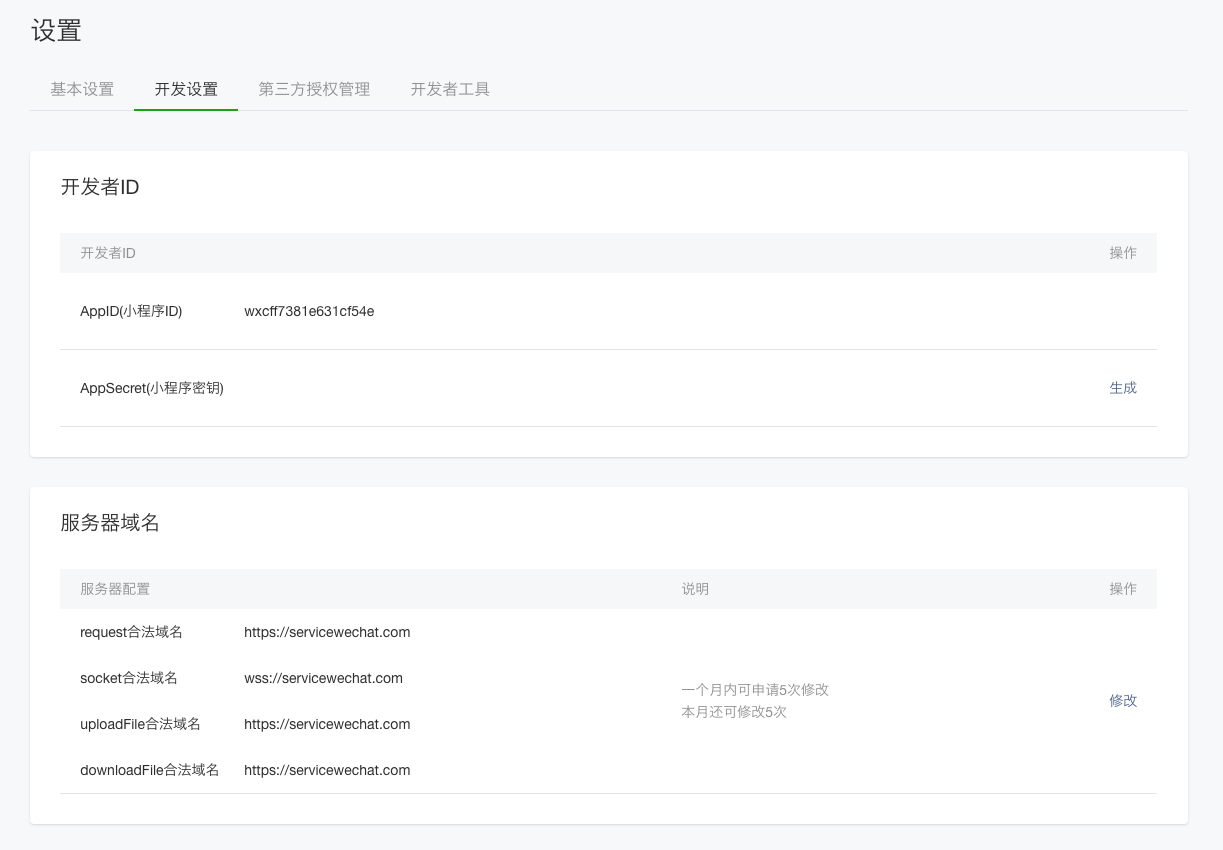 设置
基本设置 开发设置 第三方授权管理 开发者工具
开发者ID
开发者ID 操作
AppID(小程序ID) wxcff7381e631cf54e
AppSecret(小程序密钥) 生成
服务器域名
服务器配置 说明 操作
request合法域名 https://servicewechat.com
socket合法域名 wss://servicewechat.com
一个月内可申请5次修改
本月还可修改5次
修改
uploadFile合法域名 https://servicewechat.com
downloadFile合法域名 https://servicewechat.com